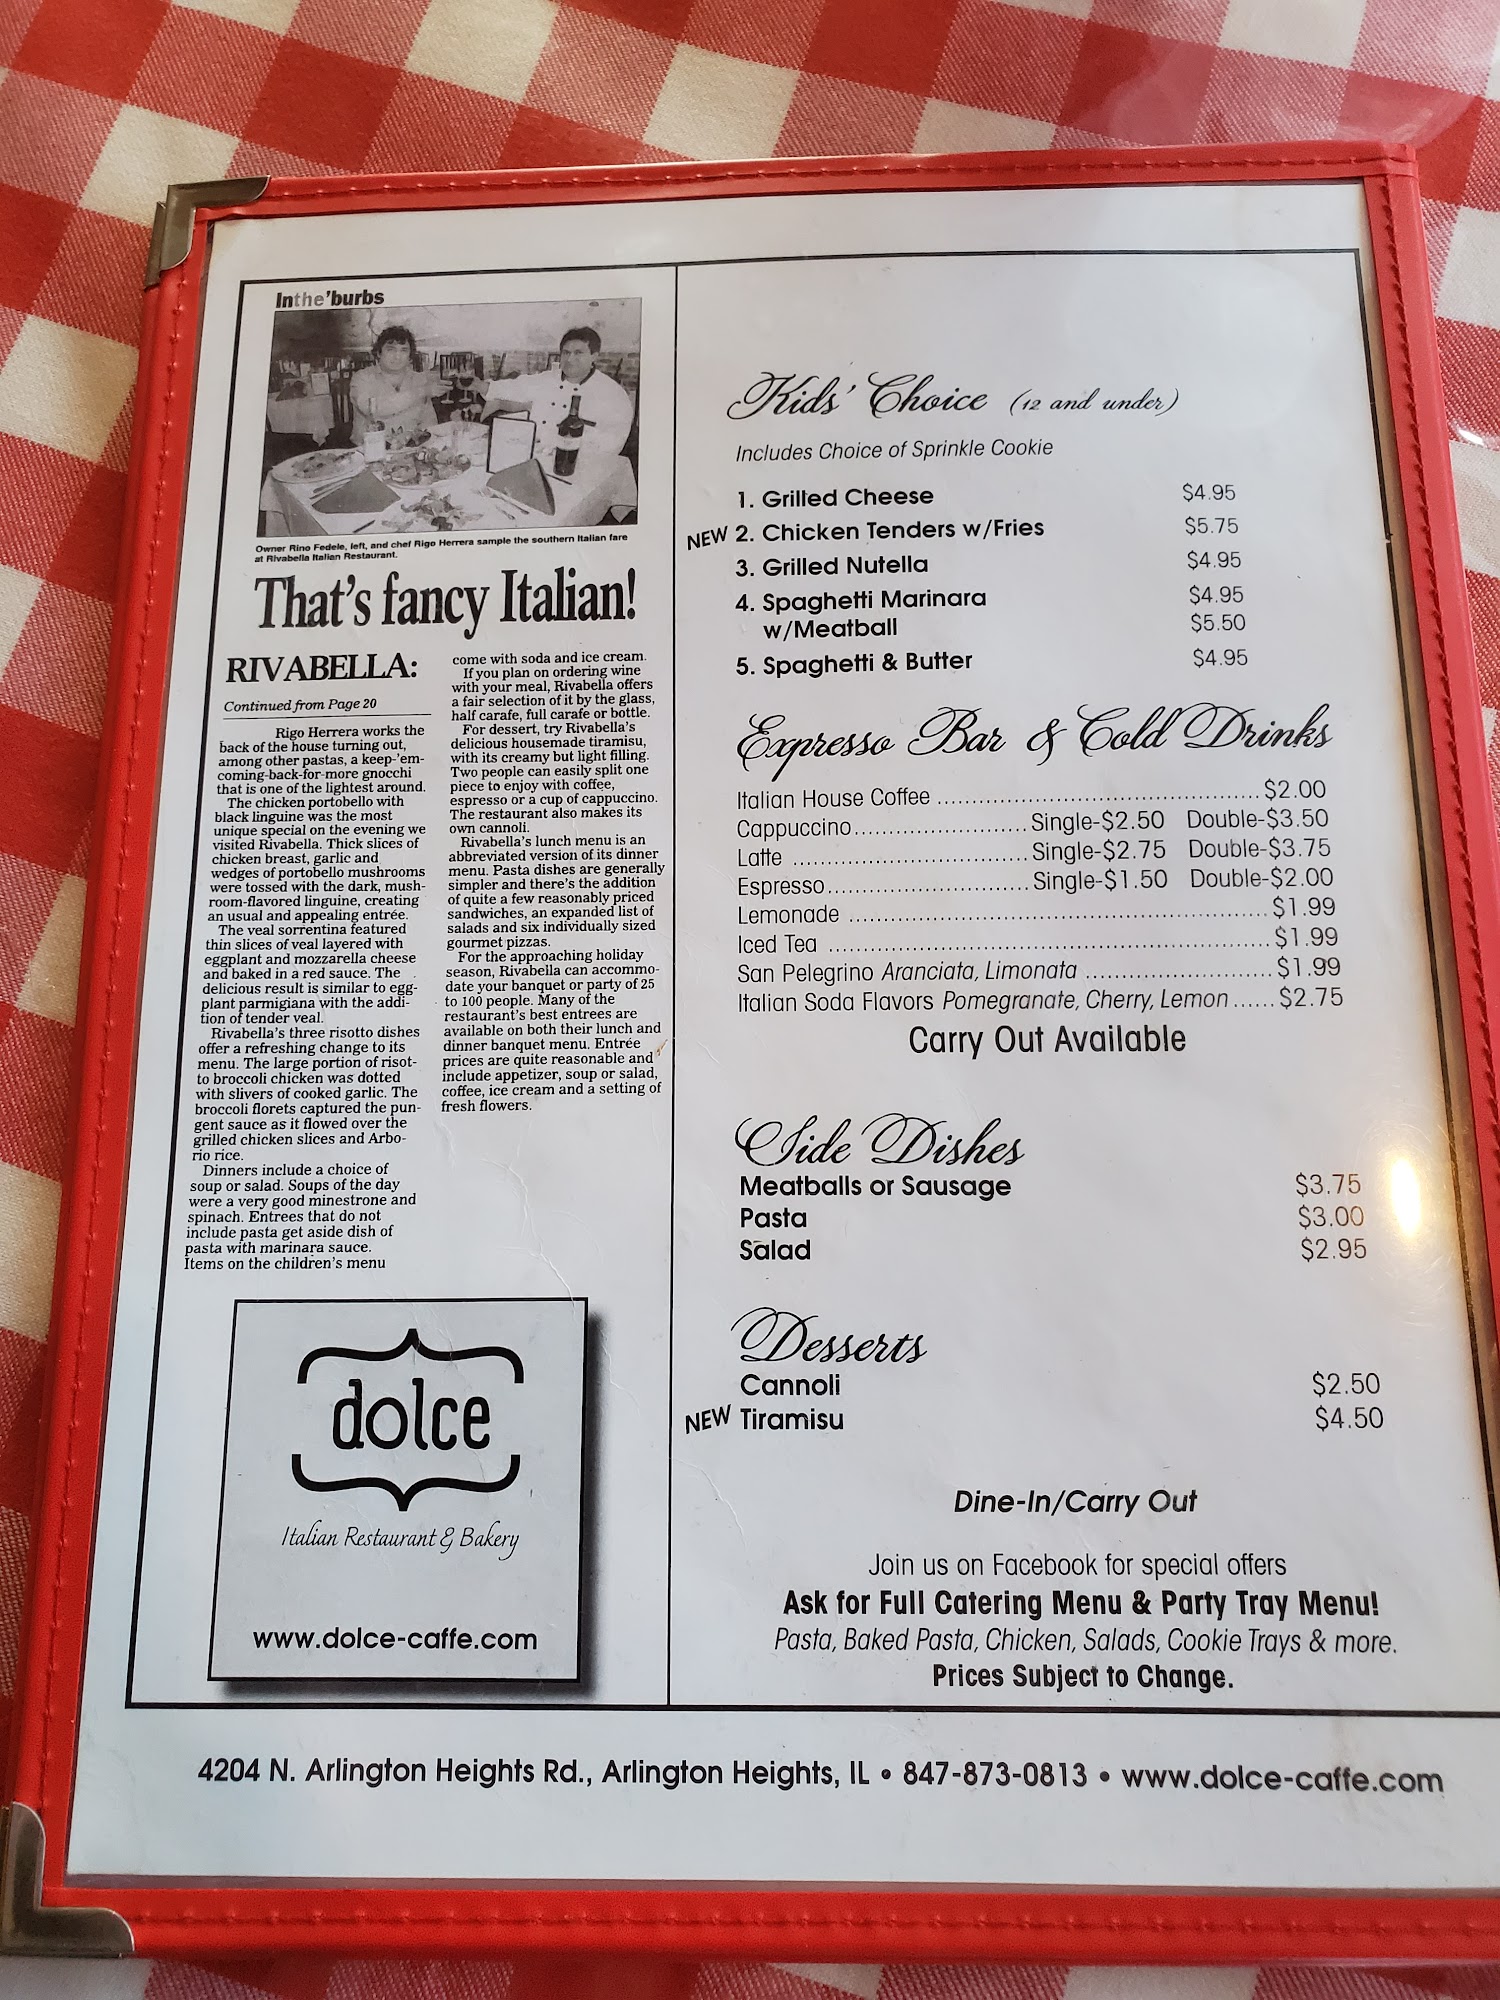 Inthe'burbs
Owner Rino Fedele, left, and chef Rigo Herrera sample the southern Italian fare
at Rivabella Italian Restaurant.
That's fancy Italian!
RIVABELLA:
Continued from Page 20
Rigo Herrera works the
back of the house turning out,
among other pastas, a keep-'em-
coming-back-for-more gnocchi
that is one of the lightest around.
The chicken portobello with
black linguine was the most
unique special on the evening we
visited Rivabella. Thick slices of
chicken breast, garlic and
wedges of portobello mushrooms
were tossed with the dark, mush-
room-flavored linguine, creating
an usual and appealing entrée.
The veal sorrentina featured
thin slices of veal layered with
eggplant and mozzarella cheese
and baked in a red sauce. The
delicious result is similar to egg-
plant parmigiana with the addi-
tion of tender veal.
Rivabella's three risotto dishes
offer a refreshing change to its
menu. The large portion of risot-
to broccoli chicken was dotted
with slivers of cooked garlic. The
broccoli florets captured the pun-
gent sauce as it flowed over the
grilled chicken slices and Arbo-
rio rice.
Dinners include a choice of
soup or salad. Soups of the day
were a very good minestrone and
spinach. Entrees that do not
include pasta get aside dish of
pasta with marinara sauce.
Items on the children's menu
come with soda and ice cream.
If you plan on ordering wine
with your meal, Rivabella offers
a fair selection of it by the glass,
half carafe, full carafe or bottle.
For dessert, try Rivabella's
delicious housemade tiramisu,
with its creamy but light filling.
Two people can easily split one
piece to enjoy with coffee,
espresso or a cup of cappuccino.
The restaurant also makes its
own cannoli.
Rivabella's lunch menu is an
abbreviated version of its dinner
menu. Pasta dishes are generally
simpler and there's the addition
of quite a few reasonably priced
sandwiches, an expanded list of
salads and six individually sized
gourmet pizzas.
For the approaching holiday
season, Rivabella can accommo-
date your banquet or party of 25
to 100 people. Many of the
restaurant's best entrees are
available on both their lunch and
dinner banquet menu. Entrée
prices are quite reasonable and
include appetizer, soup or salad,
coffee, ice cream and a setting of
fresh flowers.
dolce
Italian Restaurant & Bakery
www.dolce-caffe.com
Kids' Choice (12 and under)
Includes Choice of Sprinkle Cookie
1. Grilled Cheese $4.95
NEW 2. Chicken Tenders w/Fries $5.75
3. Grilled Nutella $4.95
4. Spaghetti Marinara $4.95
w/Meatball $5.50
5. Spaghetti & Butter $4.95
Expresso Bar & Cold Drinks
Italian House Coffee ............ $2.00
Cappuccino............ Single-$2.50 Double-$3.50
Latte ............ Single-$2.75 Double-$3.75
Espresso............ Single-$1.50 Double-$2.00
Lemonade ............ $1.99
Iced Tea ............ $1.99
San Pelegrino Aranciata, Limonata ............ $1.99
Italian Soda Flavors Pomegranate, Cherry, Lemon ...... $2.75
Carry Out Available
Side Dishes
Meatballs or Sausage $3.75
Pasta $3.00
Salad $2.95
Desserts
Cannoli $2.50
NEW Tiramisu $4.50
Dine-In/Carry Out
Join us on Facebook for special offers
Ask for Full Catering Menu & Party Tray Menu!
Pasta, Baked Pasta, Chicken, Salads, Cookie Trays & more.
Prices Subject to Change.
4204 N. Arlington Heights Rd., Arlington Heights, IL • 847-873-0813 • www.dolce-caffe.com